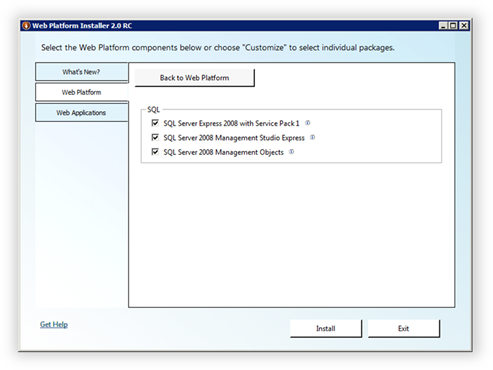 Web Platform Installer 2.0 RC
Select the Web Platform components below or choose "Customize" to select individual packages.
What's New?
Web Platform
Web Applications
Back to Web Platform
SQL
SQL Server Express 2008 with Service Pack 1
SQL Server 2008 Management Studio Express
SQL Server 2008 Management Objects
Get Help
Install
Exit